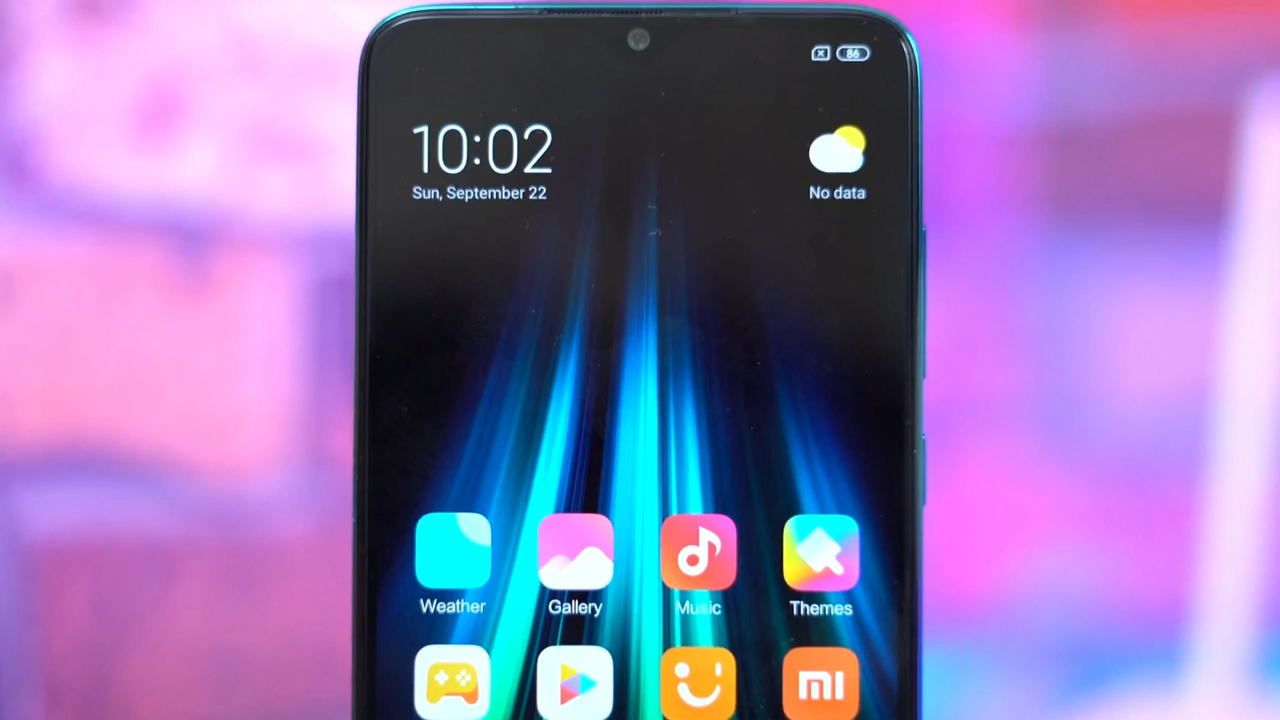 86
10:02
Sun, September 22
No data
Weather
Gallery
Music
Themes
mi